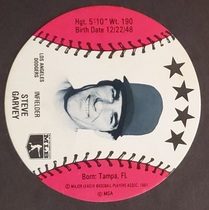 Hgt. 5'10" Wt. 190
Birth Date 12/22/48
LOS ANGELES
DODGERS
INFIELDER
STEVE
GARVEY
Born: Tampa, FL
© MAJOR LEAGUE BASEBALL PLAYERS ASSOC.
© MSA